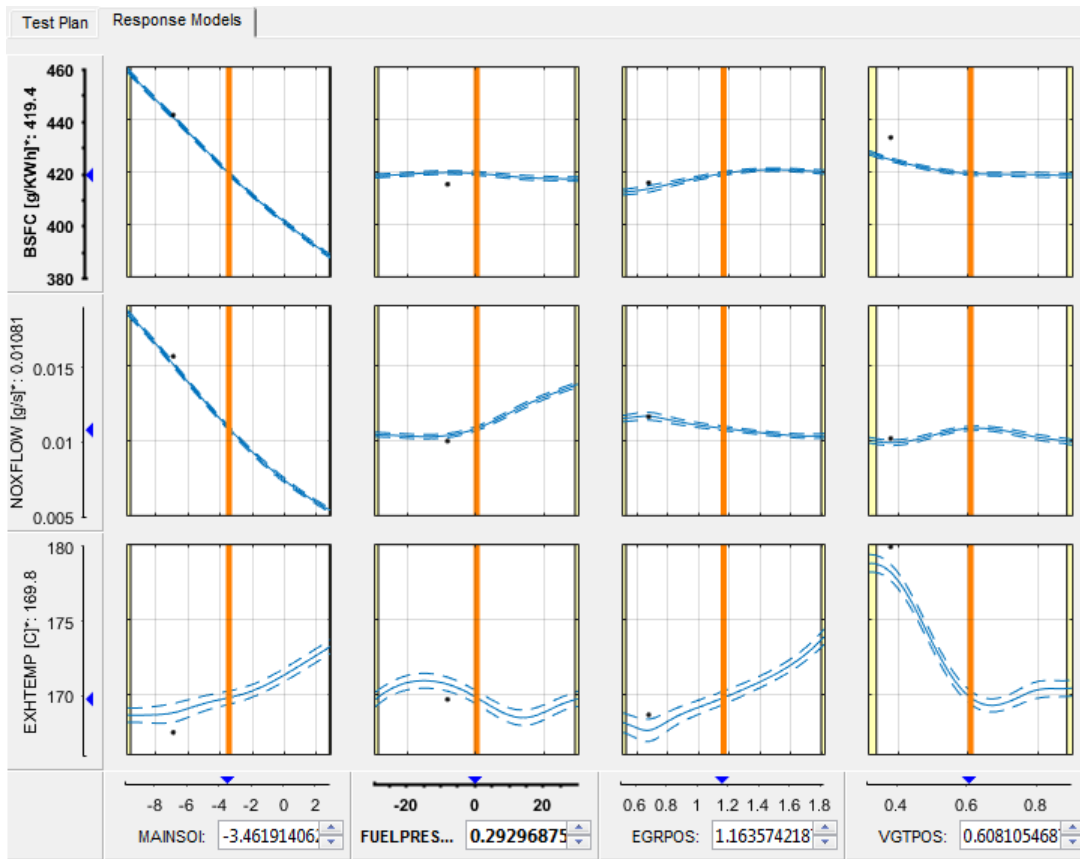 Test Plan Response Models
BSFC [g/KWh]*: 419.4
460
440
420
400
380
NOXFLOW [g/s]*: 0.01081
0.015
0.01
0.005
EXHTEMP [C]*: 169.8
180
175
170
-8 -6 -4 -2 0 2
-20 0 20
0.6 0.8 1 1.2 1.4 1.6 1.8
0.4 0.6 0.8
MAINSOI: -3.46191406 FUELPRES... 0.29296875 EGRPOS: 1.163574218 VGTPOS: 0.608105468